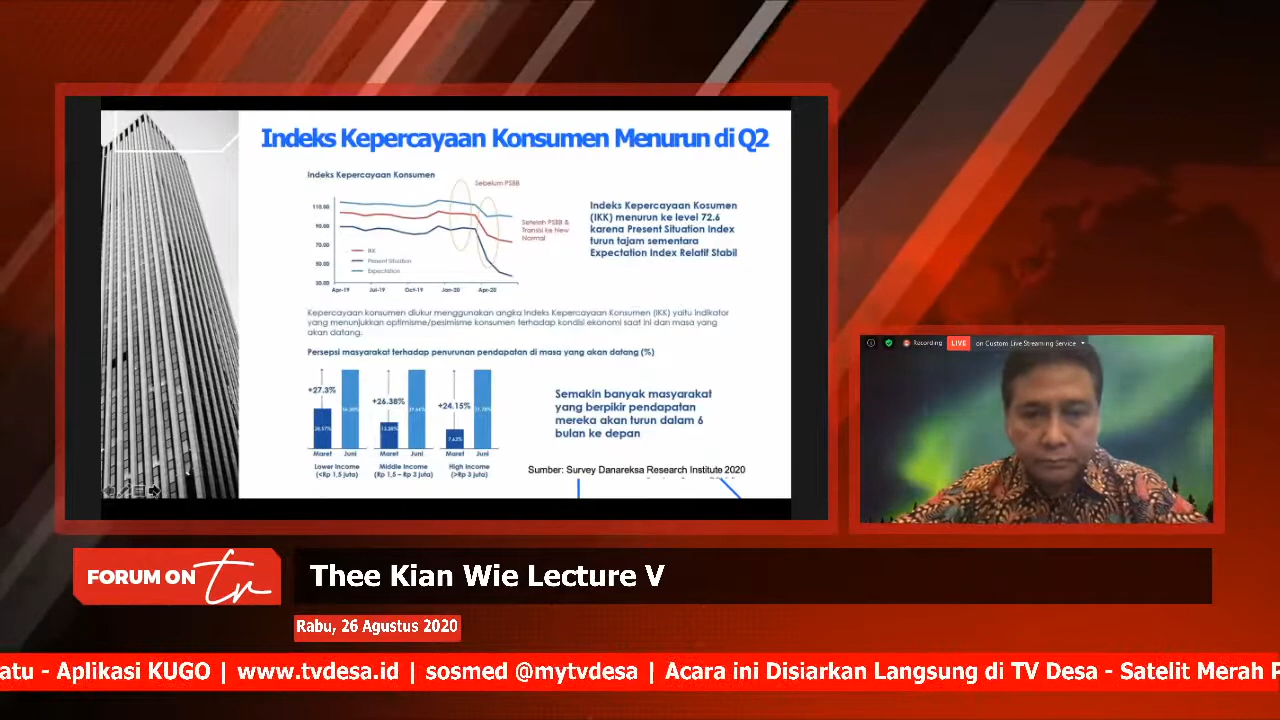 Indeks Kepercayaan Konsumen Menurun di Q2
Indeks Kepercayaan Konsumen
Sebelum PSBB
110.00
90.00
70.00
50.00
30.00
Setelah PSBB &
Transisi ke New
Normal
IKK
Present Situation
Expectation
Apr-19 Jul-19 Oct-19 Jan-20 Apr-20
Indeks Kepercayaan Kosumen
(IKK) menurun ke level 72.6
karena Present Situation Index
turun tajam sementara
Expectation Index Relatif Stabil
Kepercayaan konsumen diukur menggunakan angka Indeks Kepercayaan Konsumen (IKK) yaitu indikator
yang menunjukkan optimisme/pesimisme konsumen terhadap kondisi ekonomi saat ini dan masa yang
akan datang.
Persepsi masyarakat terhadap penurunan pendapatan di masa yang akan datang (%)
+27.3%
+26.38%
+24.15%
7.63%
Maret Juni Maret Juni Maret Juni
Lower Income Middle Income High Income
(<Rp 1,5 juta) (Rp 1,5 – Rp 3 juta) (>Rp 3 juta)
Semakin banyak masyarakat
yang berpikir pendapatan
mereka akan turun dalam 6
bulan ke depan
Sumber: Survey Danareksa Research Institute 2020
Recording LIVE on Custom Live Streaming Service
FORUM ON tr
Thee Kian Wie Lecture V
Rabu, 26 Agustus 2020
atu - Aplikasi KUGO | www.tvdesa.id | sosmed @mytvdesa | Acara ini Disiarkan Langsung di TV Desa - Satelit Merah P